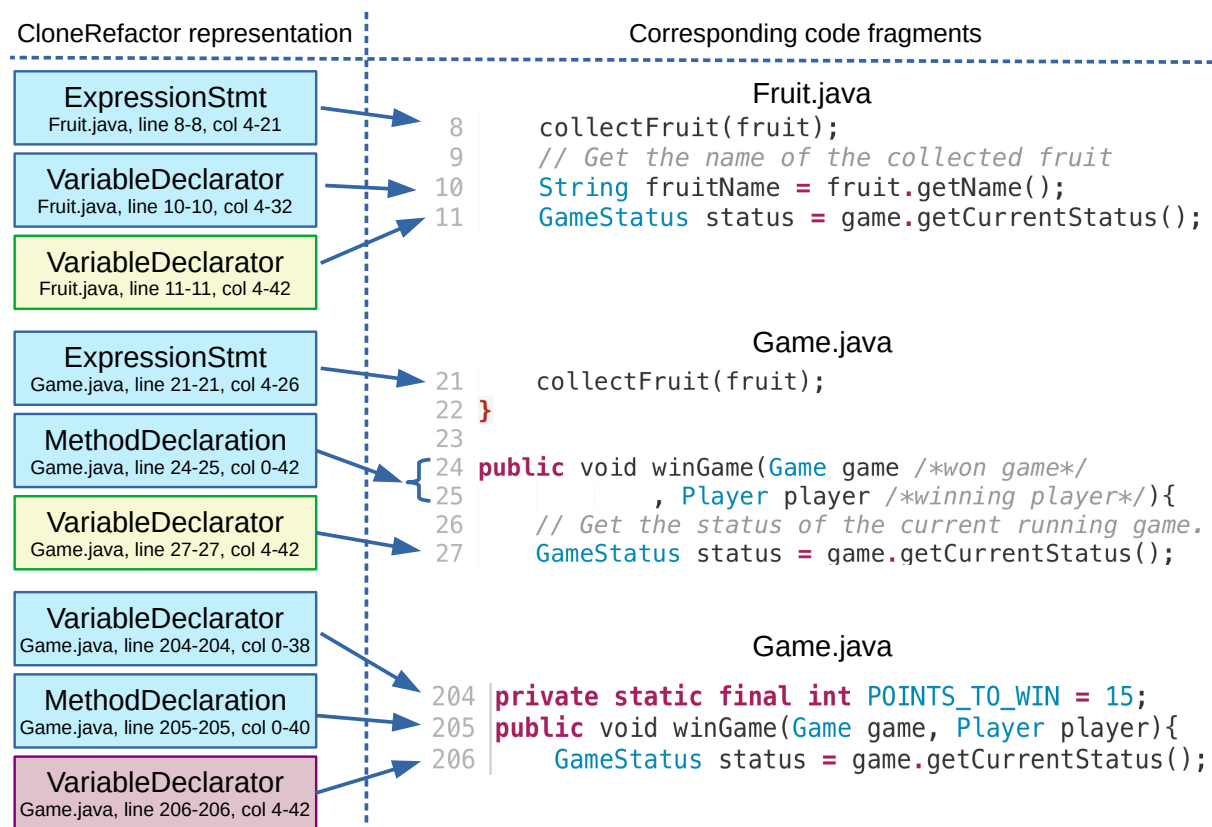 CloneRefactor representation
Corresponding code fragments
ExpressionStmt
Fruit.java, line 8-8, col 4-21
VariableDeclarator
Fruit.java, line 10-10, col 4-32
VariableDeclarator
Fruit.java, line 11-11, col 4-42
Fruit.java
8 collectFruit(fruit);
9 // Get the name of the collected fruit
10 String fruitName = fruit.getName();
11 GameStatus status = game.getCurrentStatus();
ExpressionStmt
Game.java, line 21-21, col 4-26
MethodDeclaration
Game.java, line 24-25, col 0-42
VariableDeclarator
Game.java, line 27-27, col 4-42
Game.java
21 collectFruit(fruit);
22 }
23
24 public void winGame(Game game /*won game*/
25 , Player player /*winning player*/){
26 // Get the status of the current running game.
27 GameStatus status = game.getCurrentStatus();
VariableDeclarator
Game.java, line 204-204, col 0-38
MethodDeclaration
Game.java, line 205-205, col 0-40
VariableDeclarator
Game.java, line 206-206, col 4-42
Game.java
204 private static final int POINTS_TO_WIN = 15;
205 public void winGame(Game game, Player player){
206 GameStatus status = game.getCurrentStatus();